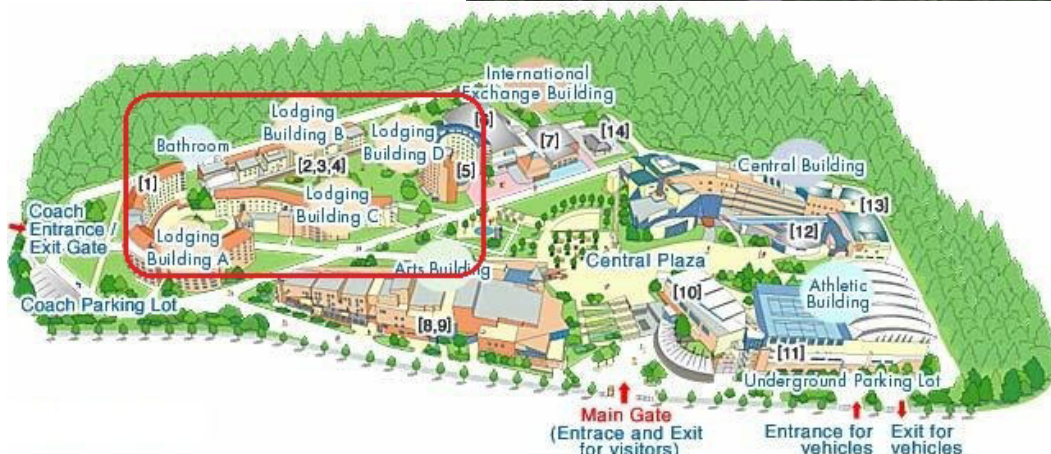 International
Exchange Building
Lodging
Building B
Lodging
Building D
Bathroom
[6]
[7]
[14]
[2,3,4]
[1]
[5]
Central Building
Lodging
Building C
[13]
Coach
Entrance /
Exit Gate
Lodging
Building A
[12]
Arts Building
Central Plaza
Athletic
Building
Coach Parking Lot
[10]
[8,9]
[11]
Underground Parking Lot
Main Gate
(Entrace and Exit
for visitors)
Entrance for
vehicles
Exit for
vehicles